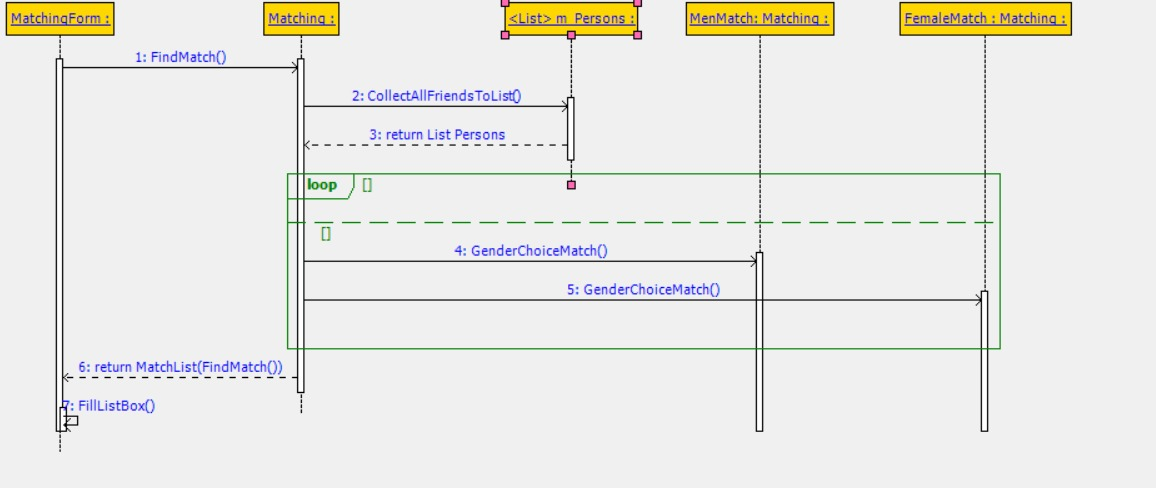 MatchingForm :
Matching :
<List> m_Persons :
MenMatch: Matching :
FemaleMatch : Matching :
1: FindMatch()
2: CollectAllFriendsToList()
3: return List Persons
loop []
[]
4: GenderChoiceMatch()
5: GenderChoiceMatch()
6: return MatchList(FindMatch())
7: FillListBox()